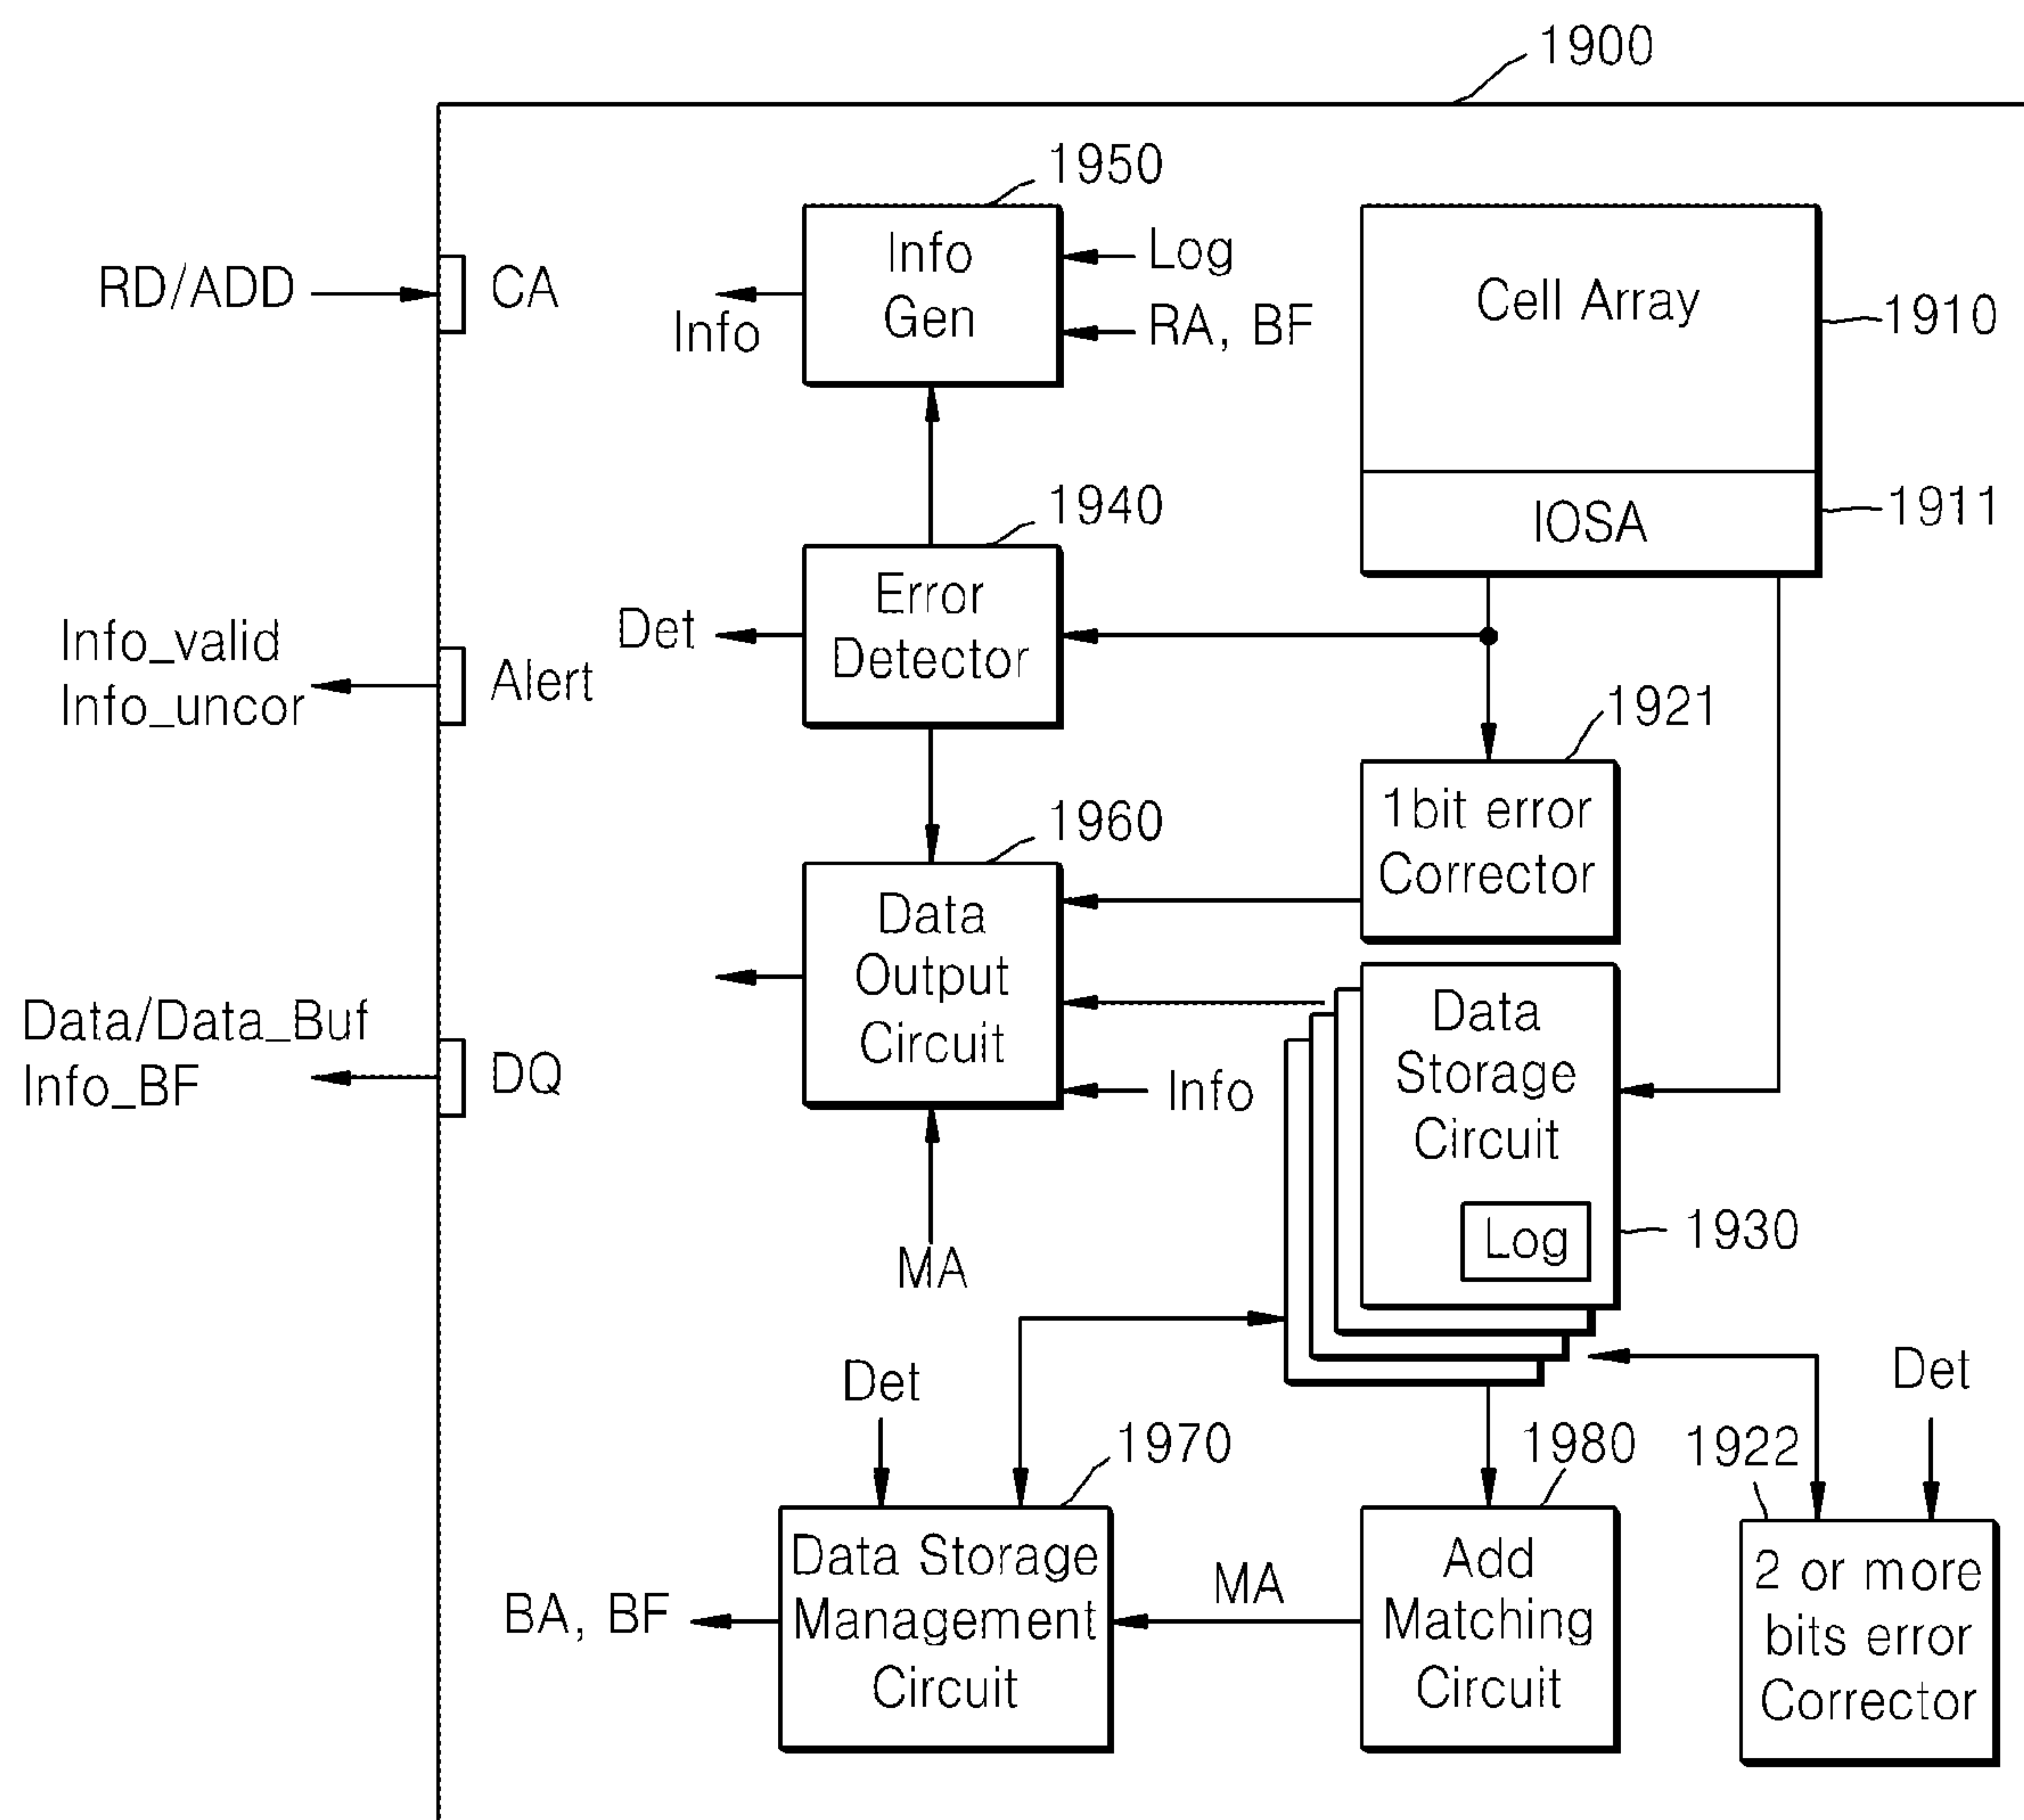 1900
1950
Info
Gen
Log
RA, BF
Info
Cell Array
1910
RD/ADD
CA
IOSA
1911
1940
Error
Detector
Det
Info_valid
Info_uncor
Alert
1921
1bit error
Corrector
1960
Data
Output
Circuit
Info
MA
Data/Data_Buf
Info_BF
DQ
Data
Storage
Circuit
Log
1930
Det
1970
Data Storage
Management
Circuit
BA, BF
MA
1980
Add
Matching
Circuit
1922
Det
2 or more
bits error
Corrector